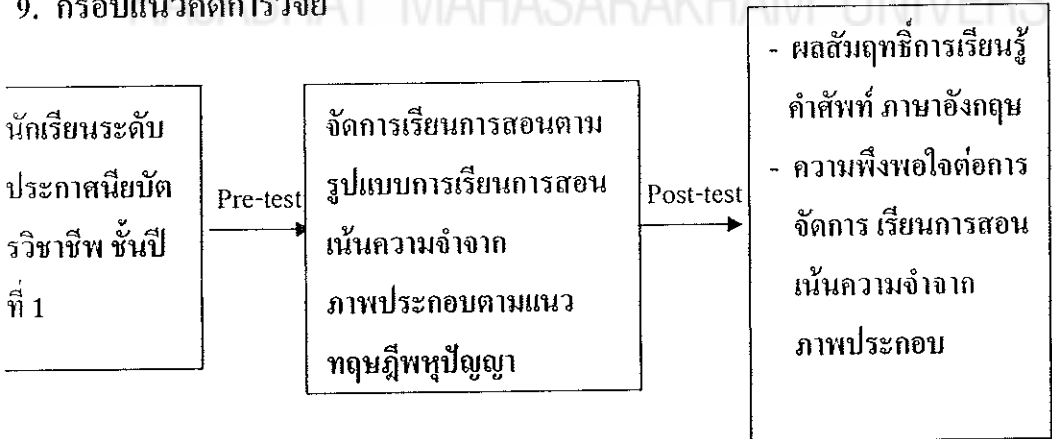 9. กรอบแนวคิดการวิจัย
MAHASARAKHAM
นักเรียนระดับ
ประกาศนียบัต
รวิชาชีพ ชั้นปี
ที่ 1
Pre-test
จัดการเรียนการสอนตาม
รูปแบบการเรียนการสอน
เน้นความจำจาก
ภาพประกอบตามแนว
ทฤษฎีพหุปัญญา
Post-test
- ผลสัมฤทธิ์การเรียนรู้
คำศัพท์ ภาษาอังกฤษ
- ความพึงพอใจต่อการ
จัดการ เรียนการสอน
เน้นความจำจาก
ภาพประกอบ